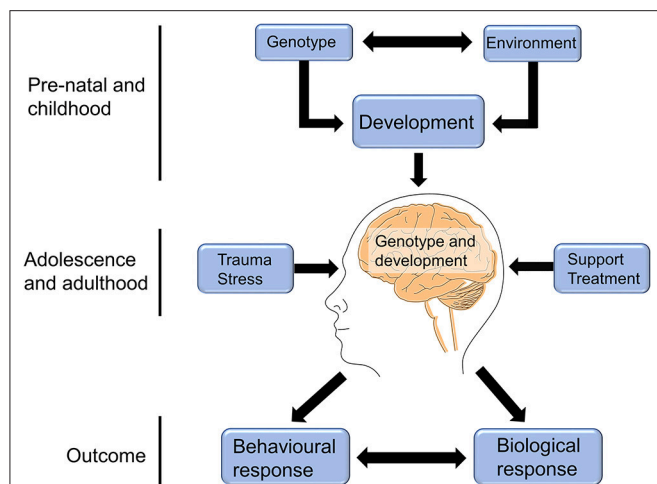 Genotype
Environment
Pre-natal and
childhood
Development
Adolescence
and adulthood
Trauma
Stress
Genotype and
development
Support
Treatment
Outcome
Behavioural
response
Biological
response